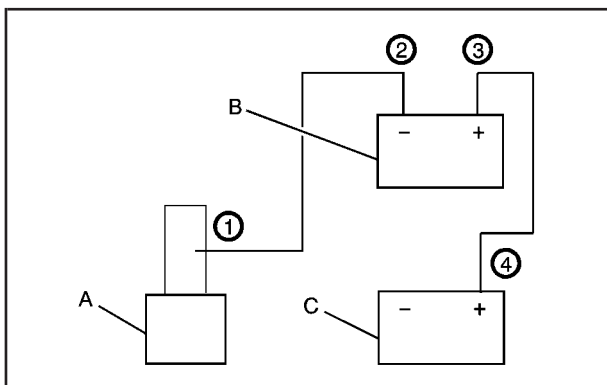 ② ③
B
− +
①
④
A
C
− +